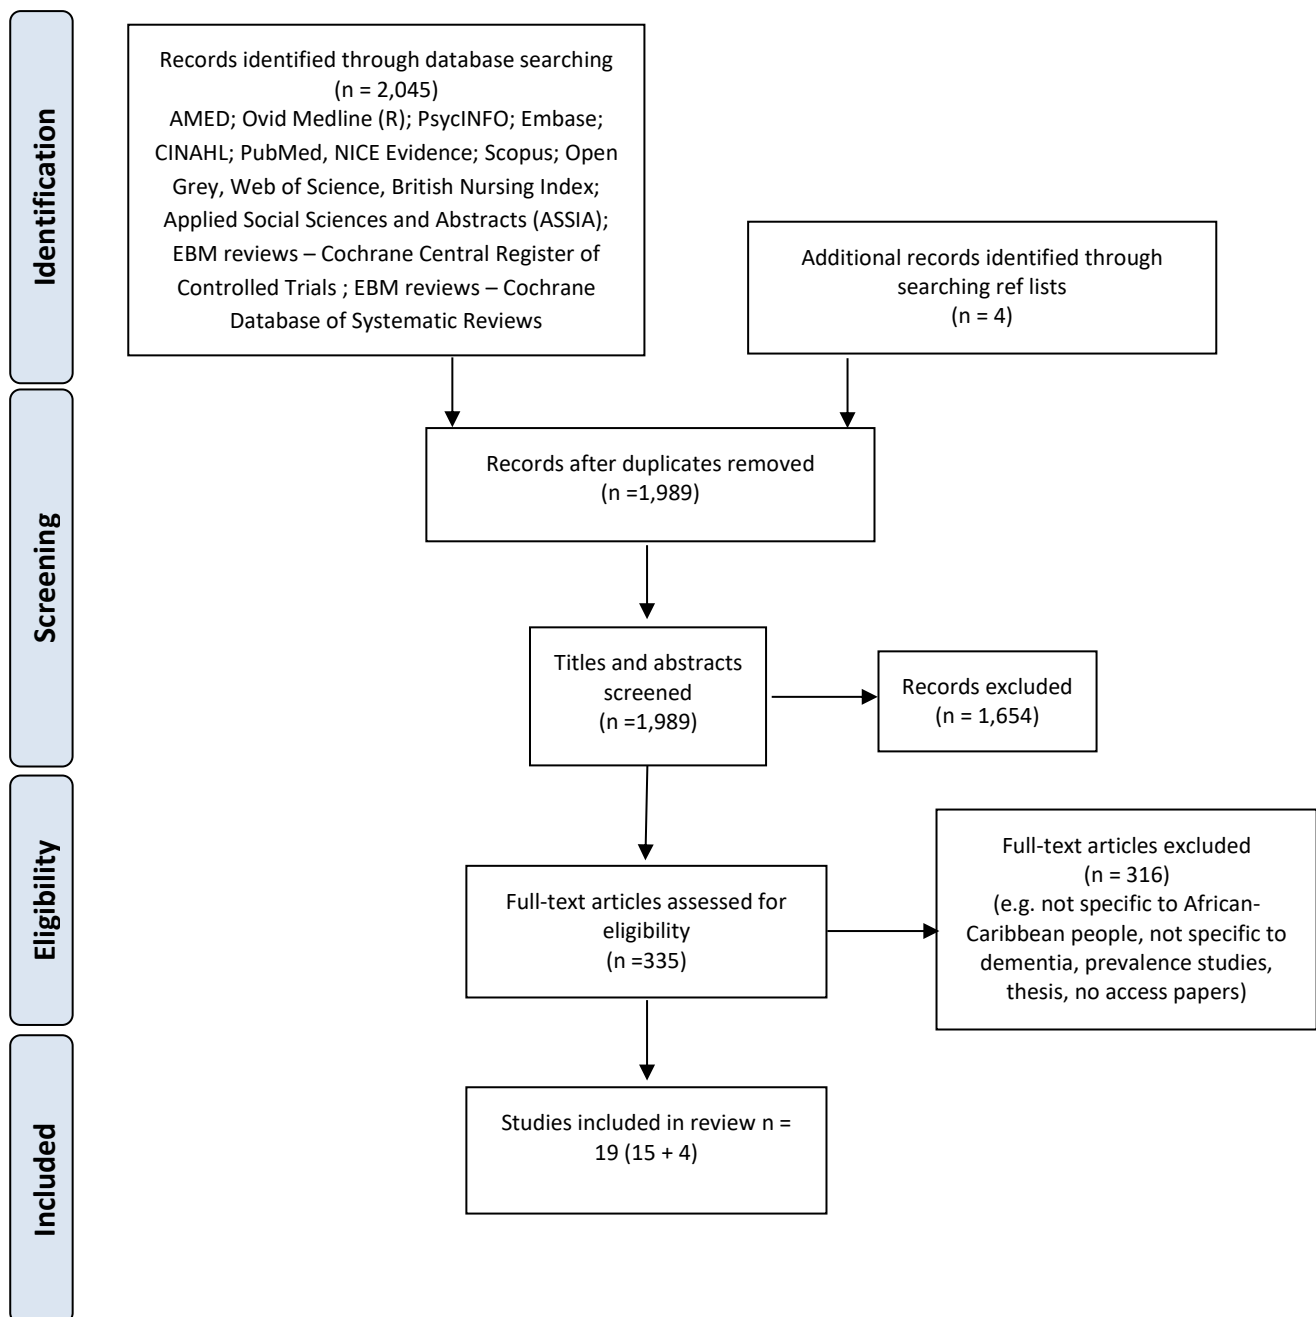 Identification
Records identified through database searching
(n = 2,045)
AMED; Ovid Medline (R); PsycINFO; Embase;
CINAHL; PubMed, NICE Evidence; Scopus; Open
Grey, Web of Science, British Nursing Index;
Applied Social Sciences and Abstracts (ASSIA);
EBM reviews – Cochrane Central Register of
Controlled Trials ; EBM reviews – Cochrane
Database of Systematic Reviews
Additional records identified through
searching ref lists
(n = 4)
Screening
Records after duplicates removed
(n =1,989)
Titles and abstracts
screened
(n =1,989)
Records excluded
(n = 1,654)
Eligibility
Full-text articles assessed for
eligibility
(n =335)
Full-text articles excluded
(n = 316)
(e.g. not specific to African-
Caribbean people, not specific to
dementia, prevalence studies,
thesis, no access papers)
Included
Studies included in review n =
19 (15 + 4)